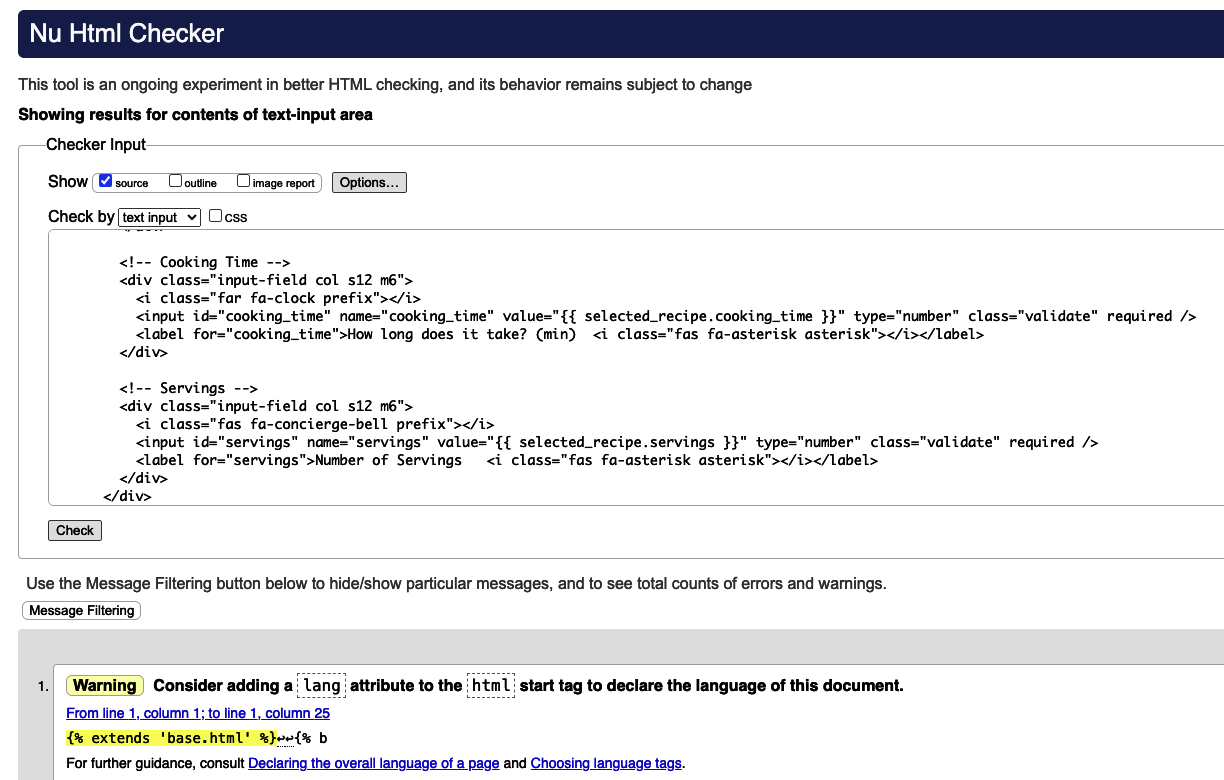 Nu Html Checker
This tool is an ongoing experiment in better HTML checking, and its behavior remains subject to change
Showing results for contents of text-input area
Checker Input
Show source outline image report Options...
Check by text input css
<!-- Cooking Time -->
<div class="input-field col s12 m6">
<i class="far fa-clock prefix"></i>
<input id="cooking_time" name="cooking_time" value="{{ selected_recipe.cooking_time }}" type="number" class="validate" required />
<label for="cooking_time">How long does it take? (min)  <i class="fas fa-asterisk asterisk"></i></label>
</div>
<!-- Servings -->
<div class="input-field col s12 m6">
<i class="fas fa-concierge-bell prefix"></i>
<input id="servings" name="servings" value="{{ selected_recipe.servings }}" type="number" class="validate" required />
<label for="servings">Number of Servings   <i class="fas fa-asterisk asterisk"></i></label>
</div>
</div>
Check
Use the Message Filtering button below to hide/show particular messages, and to see total counts of errors and warnings.
Message Filtering
1. Warning Consider adding a lang attribute to the html start tag to declare the language of this document.
From line 1, column 1; to line 1, column 25
{% extends 'base.html' %}↩↩{% b
For further guidance, consult Declaring the overall language of a page and Choosing language tags.